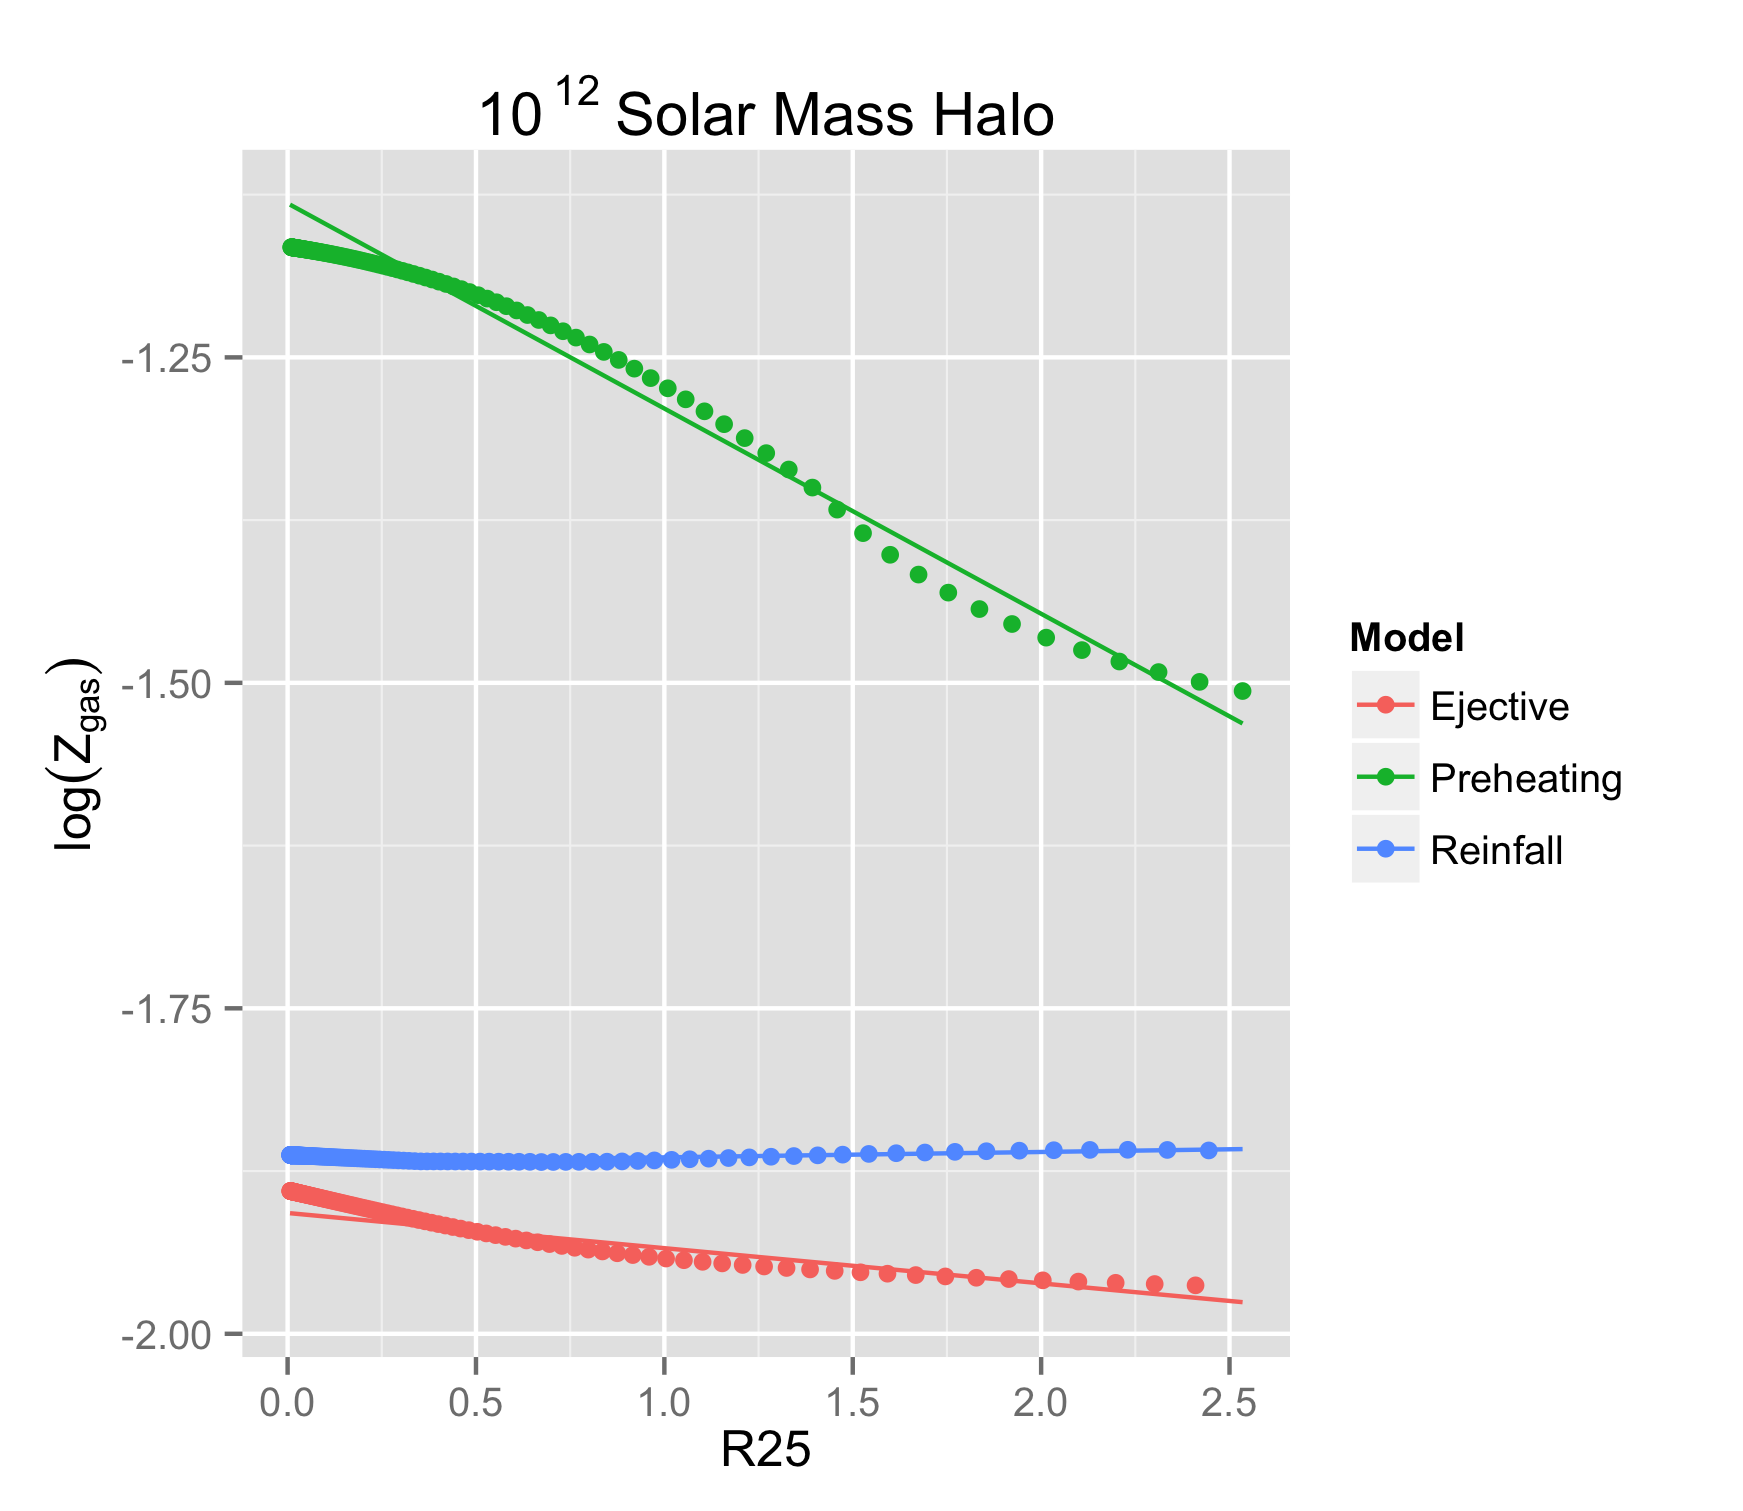 10^12 Solar Mass Halo
log(Z_gas)
-1.25
-1.50
-1.75
-2.00
0.0 0.5 1.0 1.5 2.0 2.5
R25
Model
Ejective
Preheating
Reinfall